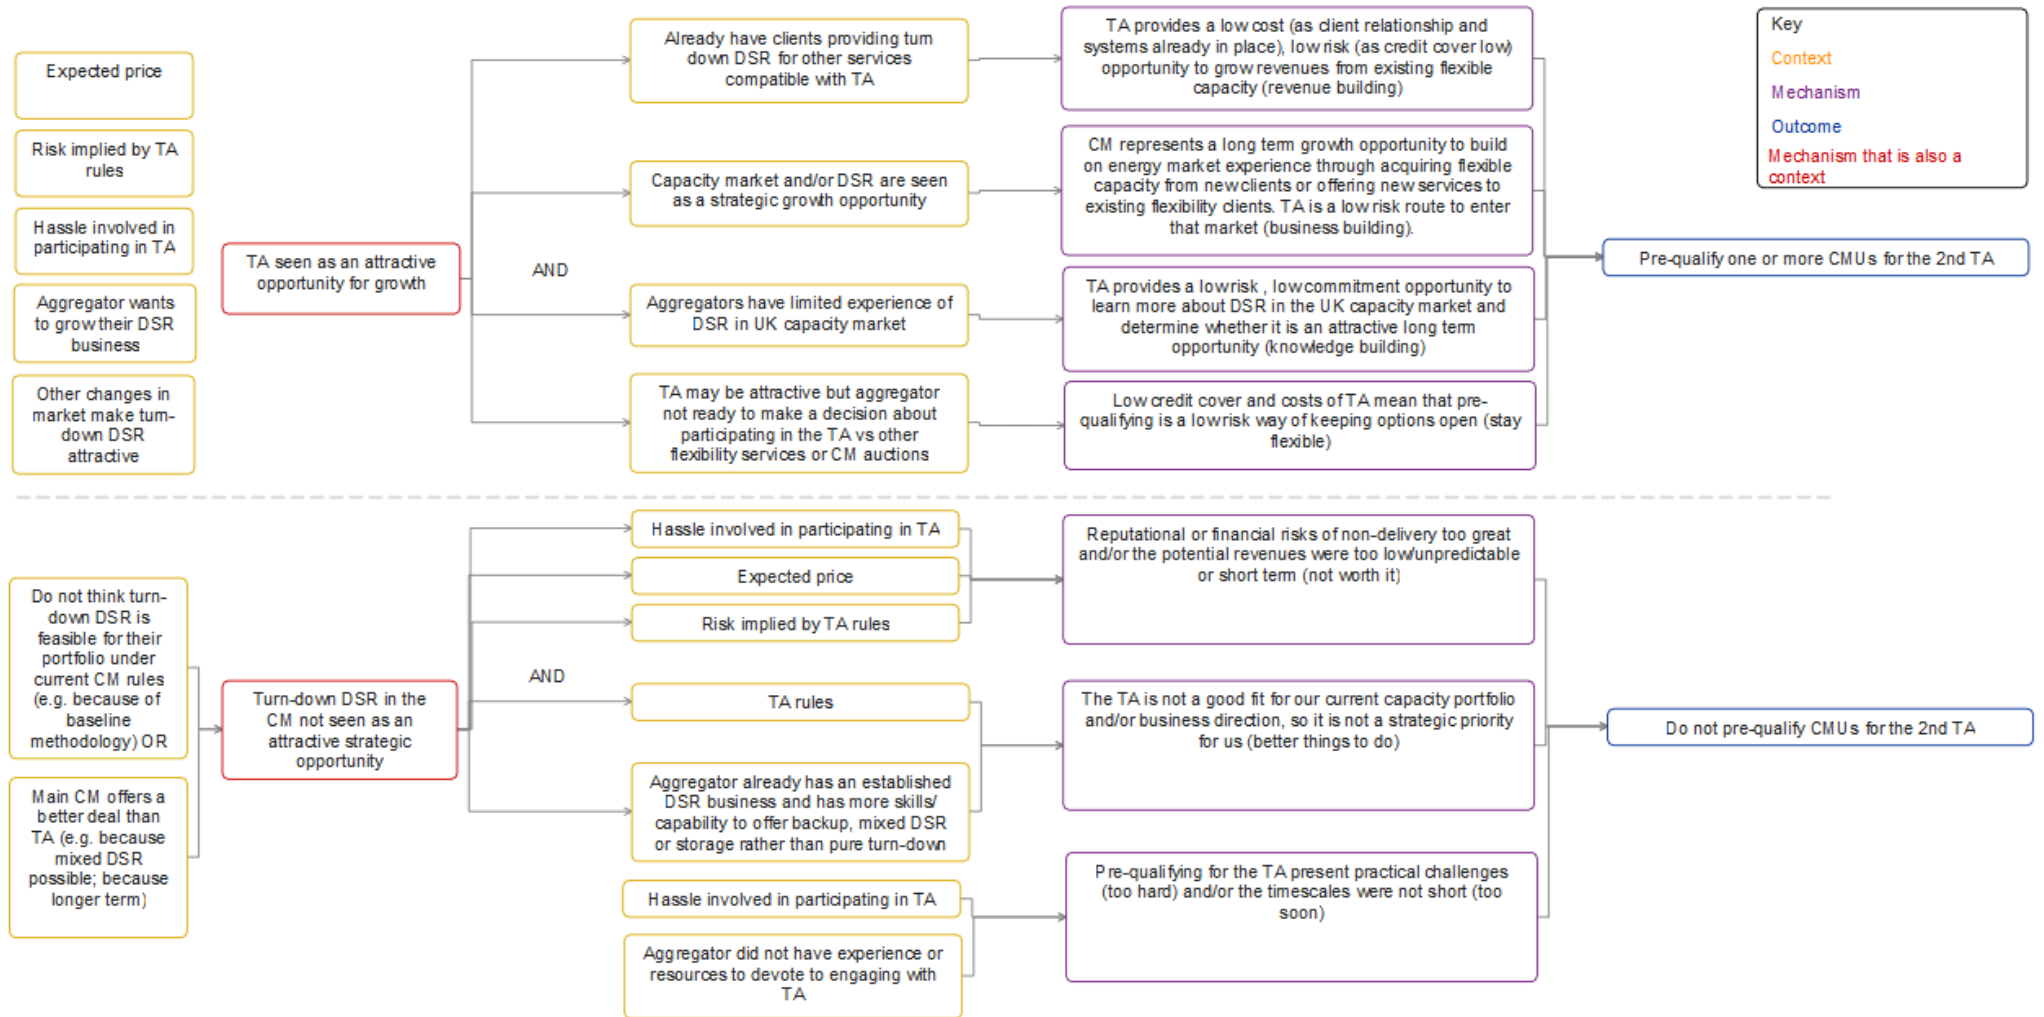 Expected price
Risk implied by TA
rules
Hassle involved in
participating in TA
Aggregator wants
to grow their DSR
business
Other changes in
market make turn-
down DSR
attractive
TA seen as an attractive
opportunity for growth
AND
Already have clients providing turn
down DSR for other services
compatible with TA
Capacity market and/or DSR are seen
as a strategic growth opportunity
Aggregators have limited experience of
DSR in UK capacity market
TA may be attractive but aggregator
not ready to make a decision about
participating in the TA vs other
flexibility services or CM auctions
TA provides a low cost (as client relationship and
systems already in place), low risk (as credit cover low)
opportunity to grow revenues from existing flexible
capacity (revenue building)
CM represents a long term growth opportunity to build
on energy market experience through acquiring flexible
capacity from new clients or offering new services to
existing flexibility clients. TA is a low risk route to enter
that market (business building).
TA provides a low risk , low commitment opportunity to
learn more about DSR in the UK capacity market and
determine whether it is an attractive long term
opportunity (knowledge building)
Low credit cover and costs of TA mean that pre-
qualifying is a low risk way of keeping options open (stay
flexible)
Key
Context
Mechanism
Outcome
Mechanism that is also a
context
Pre-qualify one or more CMUs for the 2nd TA
Do not think turn-
down DSR is
feasible for their
portfolio under
current CM rules
(e.g. because of
baseline
methodology) OR
Main CM offers a
better deal than
TA (e.g. because
mixed DSR
possible; because
longer term)
Turn-down DSR in the
CM not seen as an
attractive strategic
opportunity
AND
Hassle involved in participating in TA
Expected price
Risk implied by TA rules
TA rules
Aggregator already has an established
DSR business and has more skills/
capability to offer backup, mixed DSR
or storage rather than pure turn-down
Hassle involved in participating in TA
Aggregator did not have experience or
resources to devote to engaging with
TA
Reputational or financial risks of non-delivery too great
and/or the potential revenues were too low/unpredictable
or short term (not worth it)
The TA is not a good fit for our current capacity portfolio
and/or business direction, so it is not a strategic priority
for us (better things to do)
Pre-qualifying for the TA present practical challenges
(too hard) and/or the timescales were not short (too
soon)
Do not pre-qualify CMUs for the 2nd TA